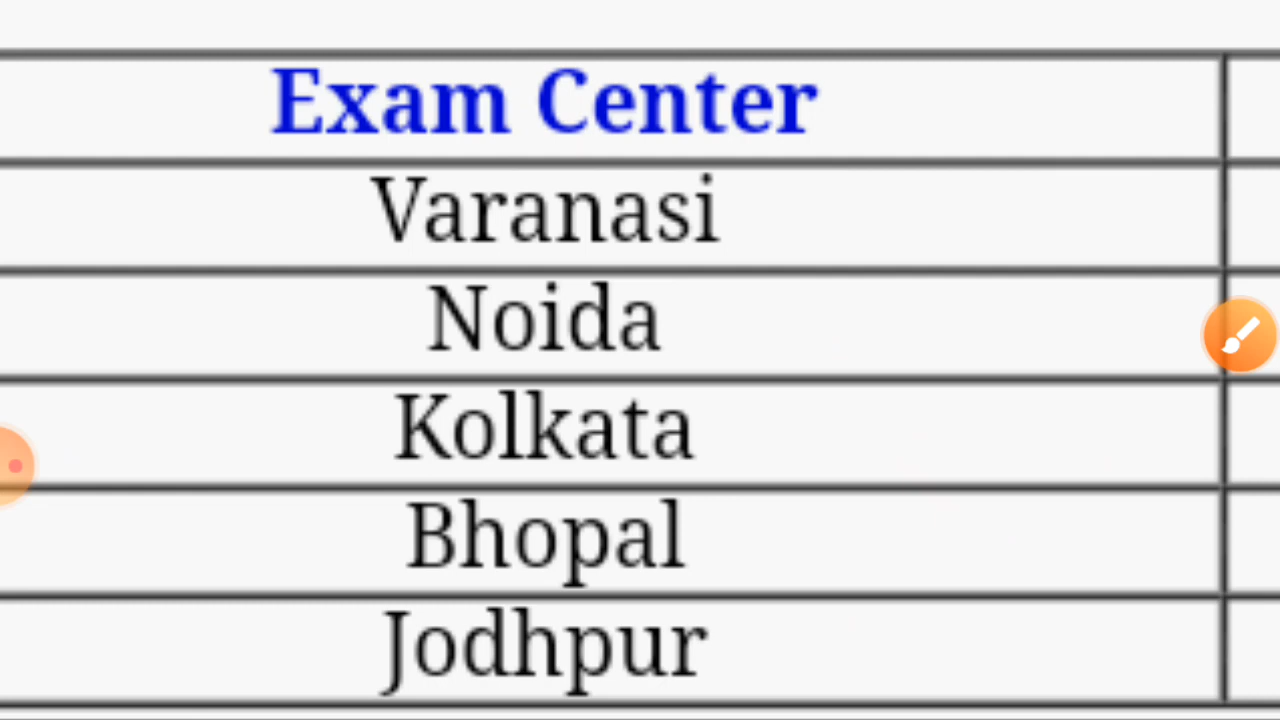 Exam Center
Varanasi
Noida
Kolkata
Bhopal
Jodhpur